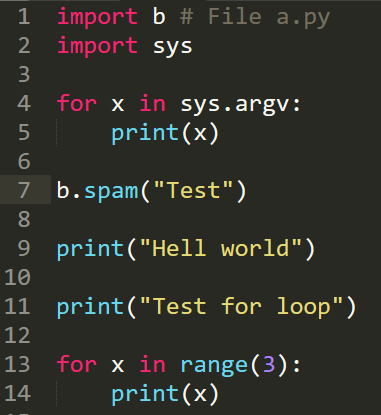 1 import b # File a.py
2 import sys
3
4 for x in sys.argv:
5     print(x)
6
7 b.spam("Test")
8
9 print("Hell world")
10
11 print("Test for loop")
12
13 for x in range(3):
14     print(x)